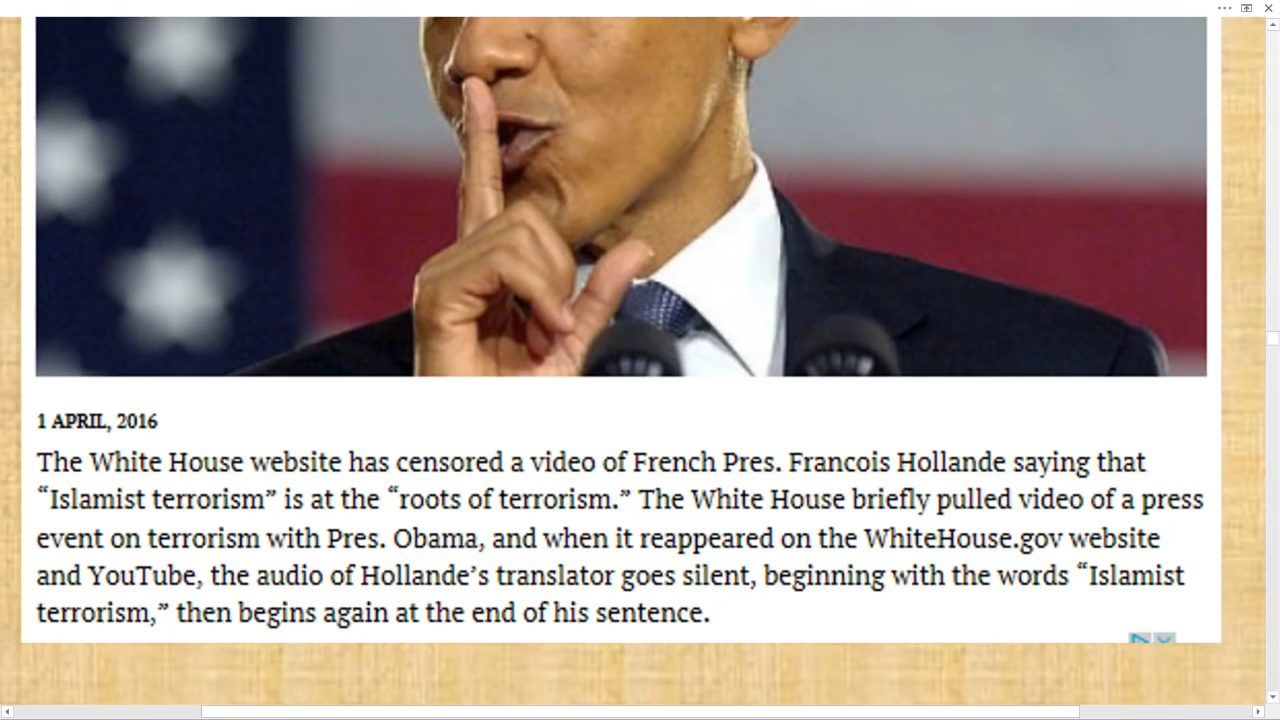 1 APRIL, 2016
The White House website has censored a video of French Pres. Francois Hollande saying that
“Islamist terrorism” is at the “roots of terrorism.” The White House briefly pulled video of a press
event on terrorism with Pres. Obama, and when it reappeared on the WhiteHouse.gov website
and YouTube, the audio of Hollande’s translator goes silent, beginning with the words “Islamist
terrorism,” then begins again at the end of his sentence.